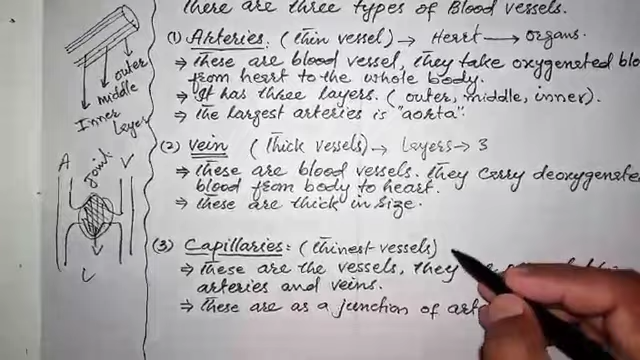 There are three types of Blood vessels.
(1) Arteries. (thin vessel) → Heart → organs.
⇒ These are blood vessel, they take oxygeneted
from heart to the whole body.
⇒ It has three layers. (outer, middle, inner).
⇒ The largest arteries is "aorta".
outer
middle
Inner
Layer
(2) Vein (Thick vessels) → Layers → 3
⇒ These are blood vessels. They carry
blood from body to heart.
⇒ These are thick in size.
A
Joint.
V
C
(3) Capillaries: (thinest vessels)
⇒ These are the vessels, they
arteries and veins.
⇒ These are as a junction of